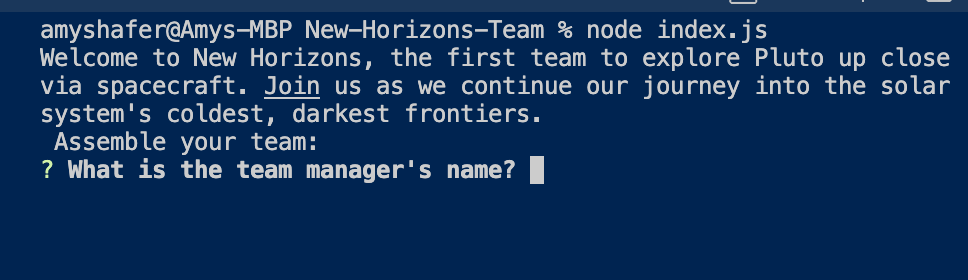 amyshafer@Amys-MBP New-Horizons-Team % node index.js
Welcome to New Horizons, the first team to explore Pluto up close
via spacecraft. Join us as we continue our journey into the solar
system's coldest, darkest frontiers.
Assemble your team:
? What is the team manager's name?